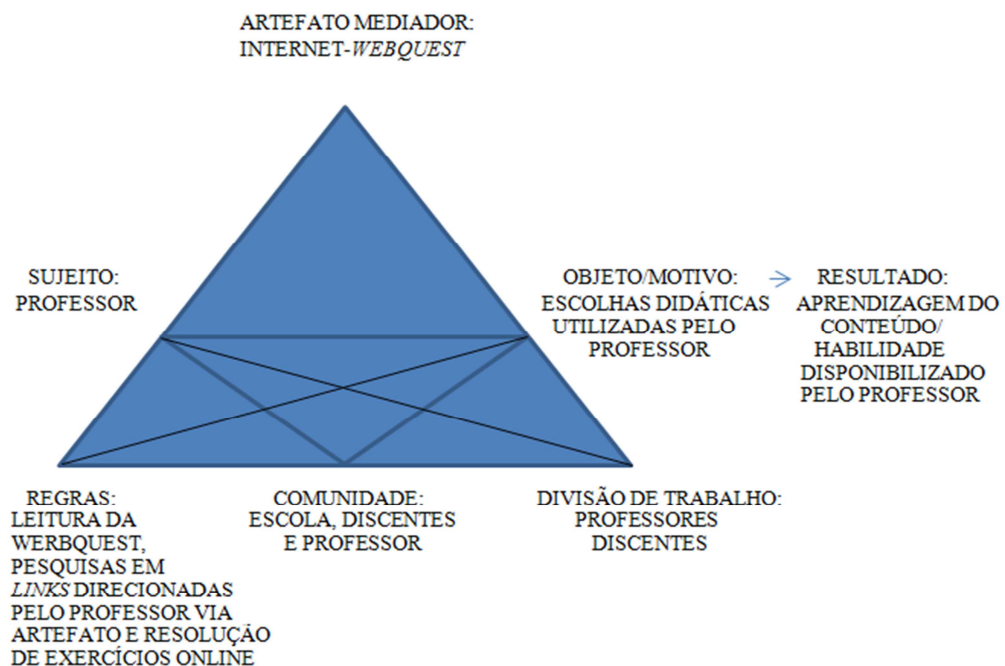 ARTEFATO MEDIADOR:
INTERNET-WEBQUEST
SUJEITO:
PROFESSOR
OBJETO/MOTIVO:
ESCOLHAS DIDÁTICAS
UTILIZADAS PELO
PROFESSOR
RESULTADO:
APRENDIZAGEM DO
CONTEÚDO/
HABILIDADE
DISPONIBILIZADO
PELO PROFESSOR
REGRAS:
LEITURA DA
WERBQUEST,
PESQUISAS EM
LINKS DIRECIONADAS
PELO PROFESSOR VIA
ARTEFATO E RESOLUÇÃO
DE EXERCÍCIOS ONLINE
COMUNIDADE:
ESCOLA, DISCENTES
E PROFESSOR
DIVISÃO DE TRABALHO:
PROFESSORES
DISCENTES